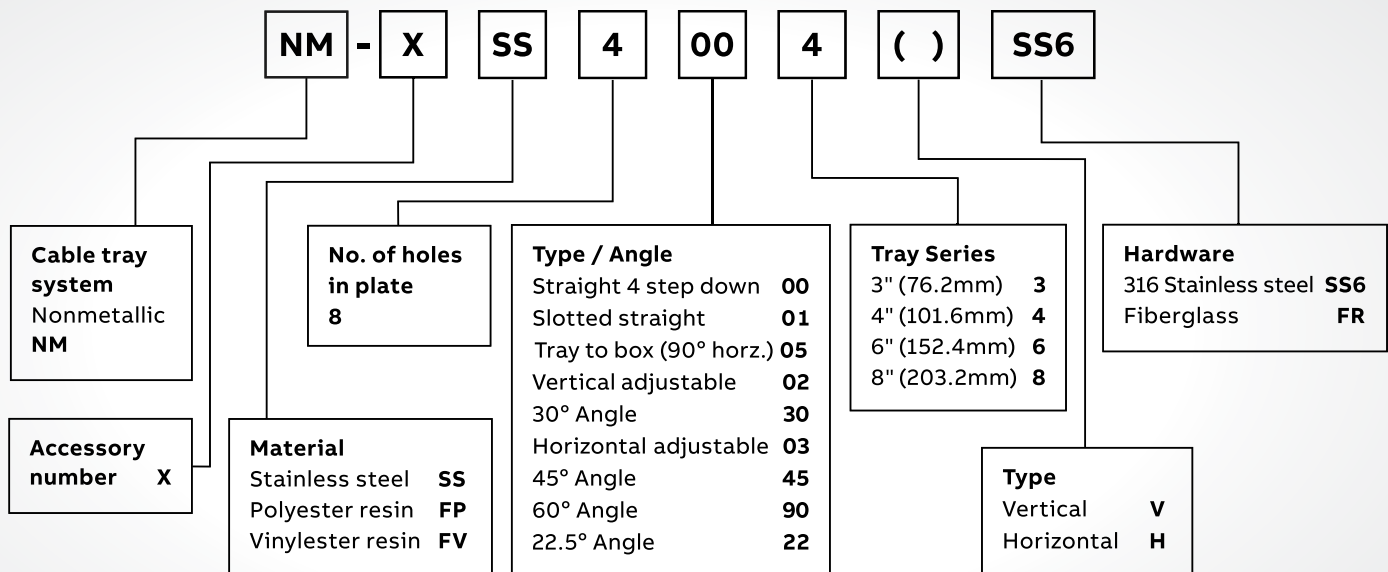 NM - X SS 4 00 4 ( ) SS6
Cable tray
system
Nonmetallic
NM
Accessory
number X
Material
Stainless steel SS
Polyester resin FP
Vinylester resin FV
No. of holes
in plate
8
Type / Angle
Straight 4 step down 00
Slotted straight 01
Tray to box (90° horz.) 05
Vertical adjustable 02
30° Angle 30
Horizontal adjustable 03
45° Angle 45
60° Angle 90
22.5° Angle 22
Tray Series
3" (76.2mm) 3
4" (101.6mm) 4
6" (152.4mm) 6
8" (203.2mm) 8
Type
Vertical V
Horizontal H
Hardware
316 Stainless steel SS6
Fiberglass FR